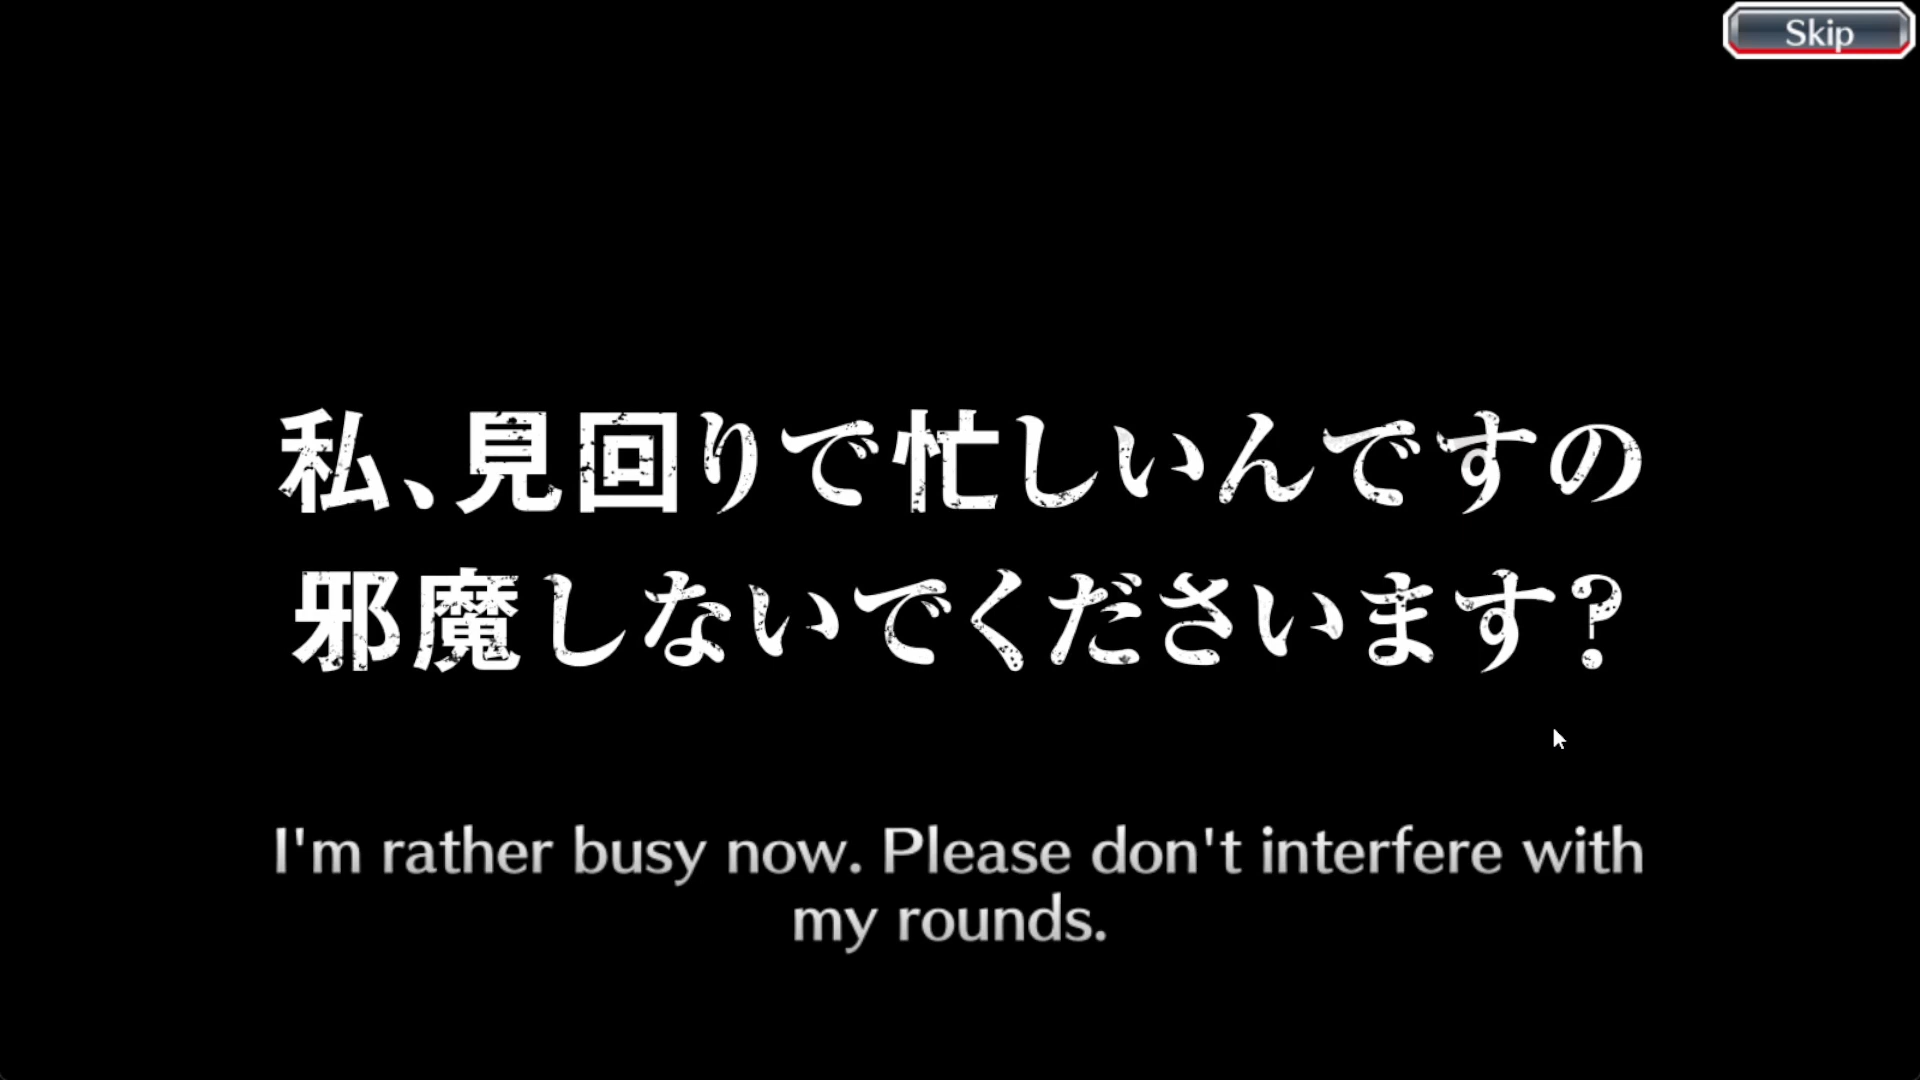 Skip
私、見回りで忙しいんですの
邪魔しないでくださいます?
I'm rather busy now. Please don't interfere with
my rounds.